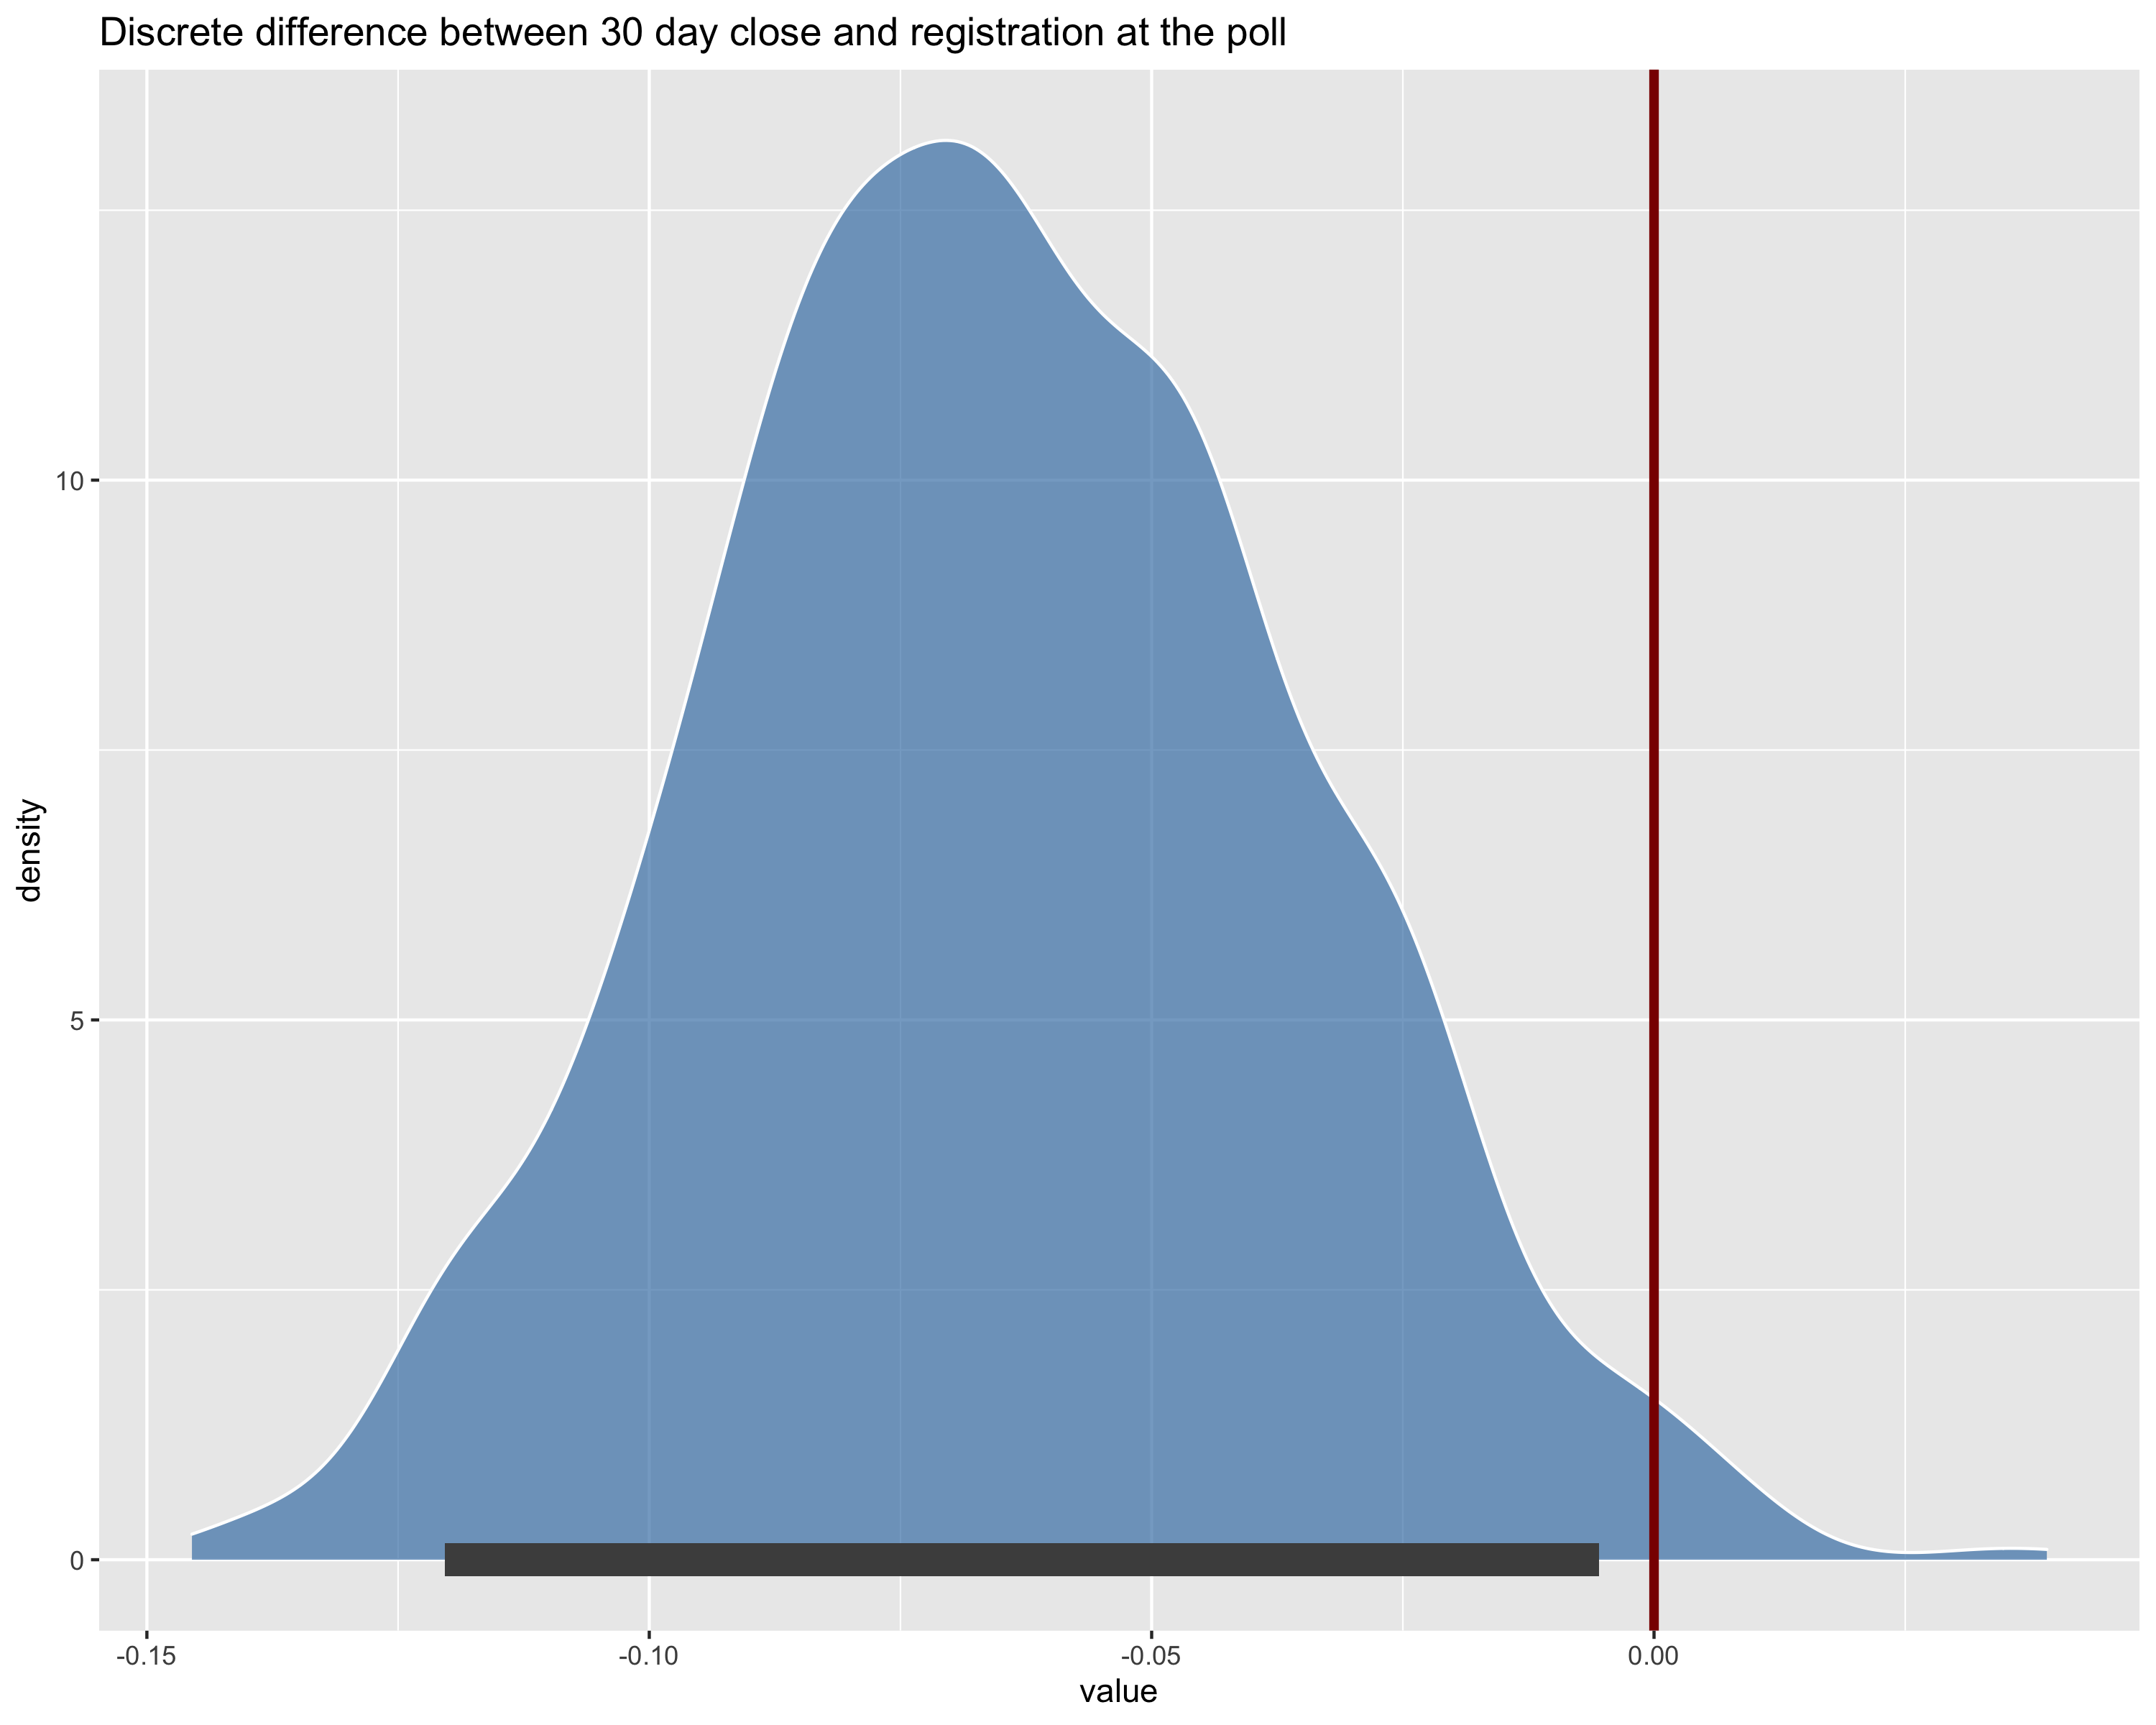 Discrete difference between 30 day close and registration at the poll
density
10
5
0
-0.15
-0.10
-0.05
0.00
value